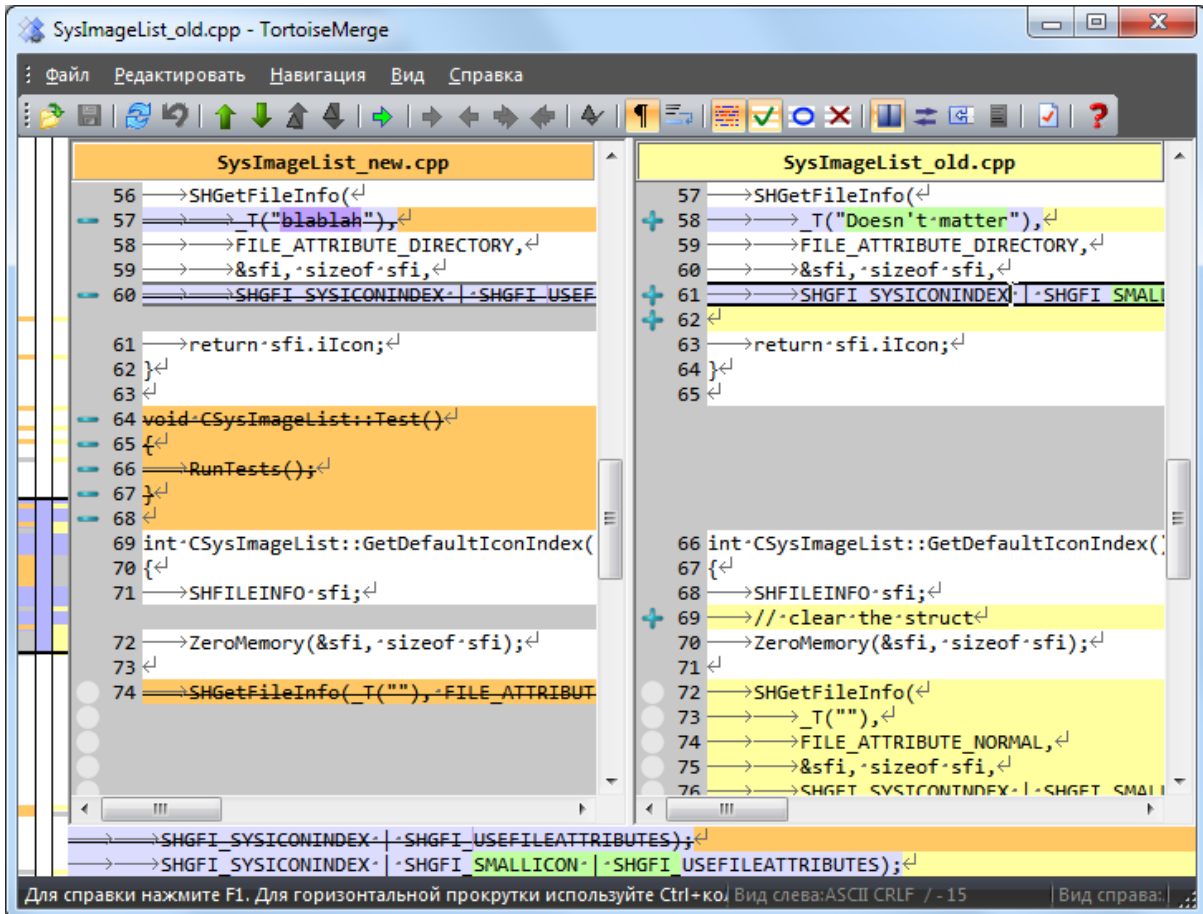 SysImageList_old.cpp - TortoiseMerge
Файл Редактировать Навигация Вид Справка
SysImageList_new.cpp
56 SHGetFileInfo(
57 _T("blablah"),
58 FILE_ATTRIBUTE_DIRECTORY,
59 &sfi, sizeof sfi,
60 SHGFI_SYSICONINDEX | SHGFI_USEF
61 return sfi.iIcon;
62 }
63
64 void CSysImageList::Test()
65 {
66 RunTests();
67 }
68
69 int CSysImageList::GetDefaultIconIndex(
70 {
71 SHFILEINFO sfi;
72 ZeroMemory(&sfi, sizeof sfi);
73
74 SHGetFileInfo(_T(""), FILE_ATTRIBUT
SysImageList_old.cpp
57 SHGetFileInfo(
58 _T("Doesn't matter"),
59 FILE_ATTRIBUTE_DIRECTORY,
60 &sfi, sizeof sfi,
61 SHGFI_SYSICONINDEX | SHGFI_SMALL
62
63 return sfi.iIcon;
64 }
65
66 int CSysImageList::GetDefaultIconIndex()
67 {
68 SHFILEINFO sfi;
69 // clear the struct
70 ZeroMemory(&sfi, sizeof sfi);
71
72 SHGetFileInfo(
73 _T(""),
74 FILE_ATTRIBUTE_NORMAL,
75 &sfi, sizeof sfi,
76 SHGFI_SYSICONINDEX | SHGFI_SMALL
SHGFI_SYSICONINDEX | SHGFI_USEFILEATTRIBUTES);
SHGFI_SYSICONINDEX | SHGFI_SMALLICON | SHGFI_USEFILEATTRIBUTES);
Для справки нажмите F1. Для горизонтальной прокрутки используйте Ctrl+ко Вид слева:ASCII CRLF / - 15 Вид справа: